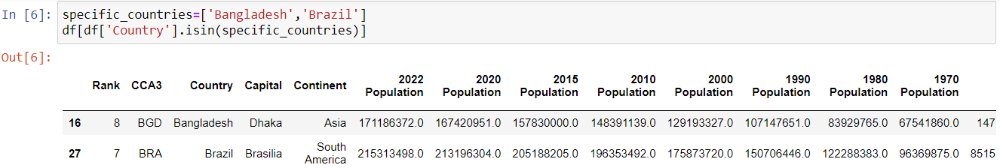 In [6]: specific_countries=['Bangladesh','Brazil']
df[df['Country'].isin(specific_countries)]
Out[6]:
Rank CCA3 Country Capital Continent 2022 Population 2020 Population 2015 Population 2010 Population 2000 Population 1990 Population 1980 Population 1970 Population
16 8 BGD Bangladesh Dhaka Asia 171186372.0 167420951.0 157830000.0 148391139.0 129193327.0 107147651.0 83929765.0 67541860.0 147
27 7 BRA Brazil Brasilia South America 215313498.0 213196304.0 205188205.0 196353492.0 175873720.0 150706446.0 122288383.0 96369875.0 8515